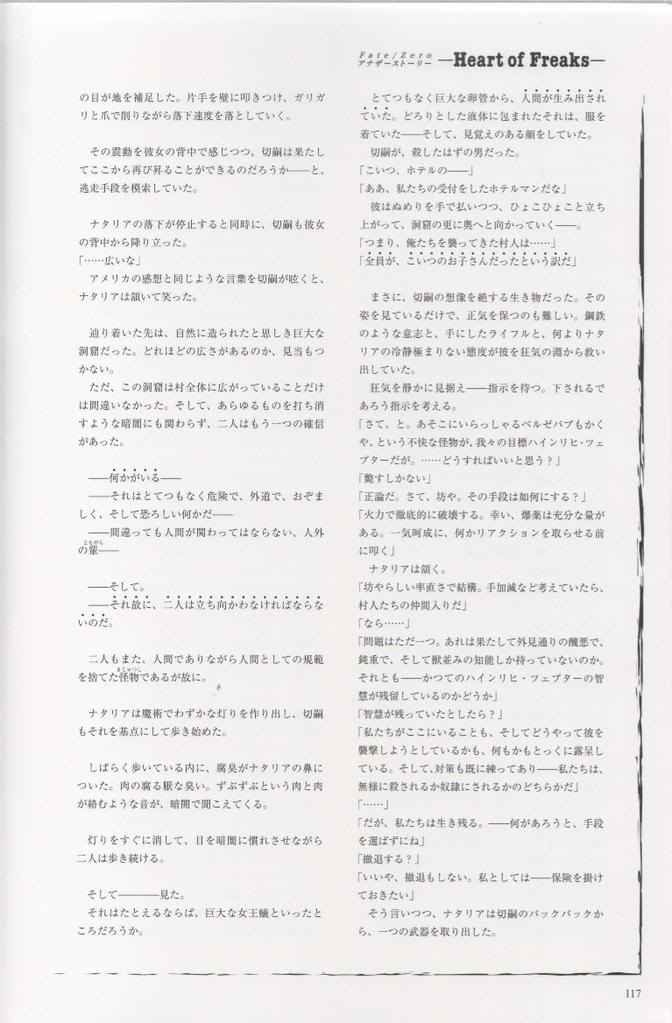 Fate/Zero
アナザーストーリー
―Heart of Freaks―
の目が地を補足した。片手を壁に叩きつけ、ガリガ
リと爪で削りながら落下速度を落としていく。
その震動を彼女の背中で感じつつ、切嗣は果たし
てここから再び昇ることができるのだろうか――と、
逃走手段を模索していた。
ナタリアの落下が停止すると同時に、切嗣も彼女
の背中から降り立った。
「……広いな」
アメリカの感想と同じような言葉を切嗣が呟くと、
ナタリアは頷いて笑った。
辿り着いた先は、自然に造られたと思しき巨大な
洞窟だった。どれほどの広さがあるのか、見当もつ
かない。
ただ、この洞窟は村全体に広がっていることだけ
は間違いなかった。そして、あらゆるものを打ち消
すような暗闇にも関わらず、二人はもう一つの確信
があった。
――何かがいる――
――それはとてつもなく危険で、外道で、おぞま
しく、そして恐ろしい何かだ――
――間違っても人間が関わってはならない、人外
の輩――
ともがら
――そして。
――それ故に、二人は立ち向かわなければならな
いのだ。
二人もまた、人間でありながら人間としての規範
を捨てた怪物であるが故に。
まじゅつし
ナタリアは魔術でわずかな灯りを作り出し、切嗣
もそれを基点にして歩き始めた。
しばらく歩いている内に、腐臭がナタリアの鼻に
ついた。肉の腐る厭な臭い。ずぶずぶという肉と肉
が絡むような音が、暗闇で聞こえてくる。
灯りをすぐに消して、目を暗闇に慣れさせながら
二人は歩き続ける。
そして――――見た。
それはたとえるならば、巨大な女王蟻といったと
ころだろうか。
とてつもなく巨大な卵管から、人間が生み出され
ていた。どろりとした液体に包まれたそれは、服を
着ていた――そして、見覚えのある顔をしていた。
切嗣が、殺したはずの男だった。
「こいつ、ホテルの――」
「ああ、私たちの受付をしたホテルマンだな」
彼はぬめりを手で払いつつ、ひょこひょこと立ち
上がって、洞窟の更に奥へと向かっていく――。
「つまり、俺たちを襲ってきた村人は……」
「全員が、こいつのお子さんだったという訳だ」
まさに、切嗣の想像を絶する生き物だった。その
姿を見ているだけで、正気を保つのも難しい。鋼鉄
のような意志と、手にしたライフルと、何よりナタ
リアの冷静極まりない態度が彼を狂気の淵から救い
出していた。
狂気を静かに見据え――指示を待つ。下されるで
あろう指示を考える。
「さて、と。あそこにいらっしゃるベルゼバブもかく
や、という不快な怪物が、我々の目標ハインリヒ・ツェ
プターだが。……どうすればいいと思う？」
「斃すしかない」
「正論だ。さて、坊や。その手段は如何にする？」
「火力で徹底的に破壊する。幸い、爆薬は充分な量が
ある。一気呵成に、何かリアクションを取らせる前
に叩く」
ナタリアは頷く。
「坊やらしい率直さで結構。手加減など考えていたら、
村人たちの仲間入りだ」
「なら……」
「問題はただ一つ。あれは果たして外見通りの醜悪で、
鈍重で、そして獣並みの知能しか持っていないのか。
それとも――かつてのハインリヒ・ツェプターの智
慧が残留しているのかどうか」
「智慧が残っていたとしたら？」
「私たちがここにいることも、そしてどうやって彼を
襲撃しようとしているかも、何もかもとっくに露呈し
ている。そして、対策も既に練ってあり――私たちは、
無様に殺されるか奴隷にされるかのどちらかだ」
「……」
「だが、私たちは生き残る。――何があろうと、手段
を選ばずにね」
「撤退する？」
「いいや、撤退もしない。私としては――保険を掛け
ておきたい」
そう言いつつ、ナタリアは切嗣のバックパックか
ら、一つの武器を取り出した。
117